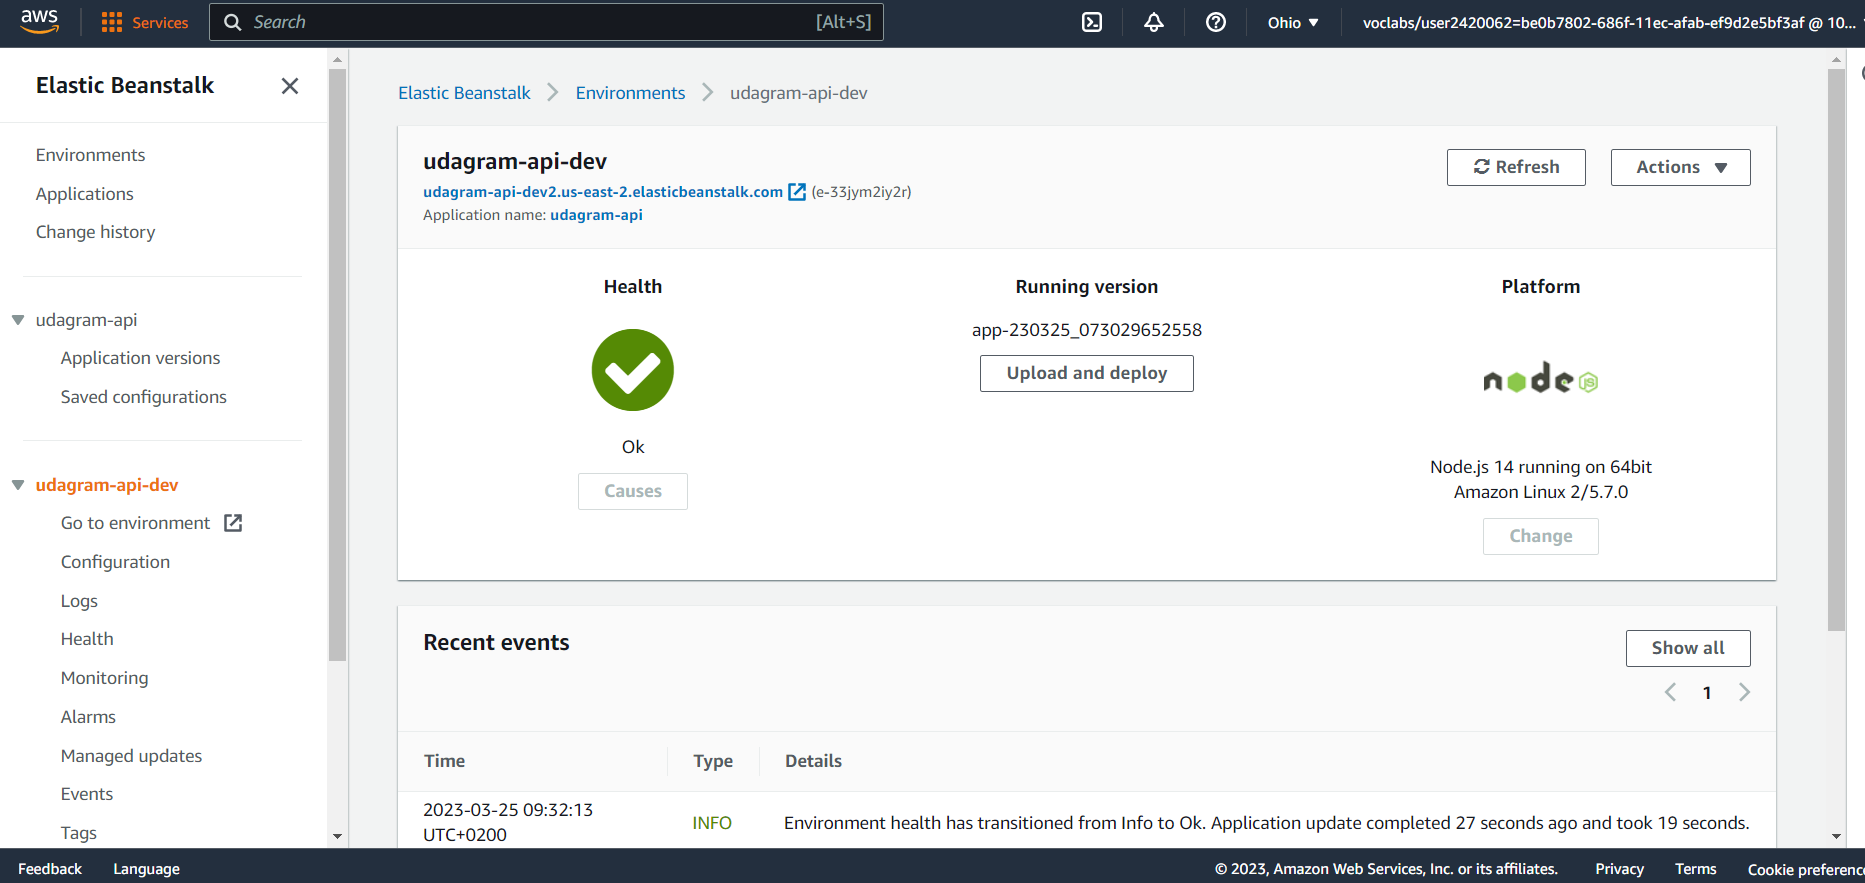 aws
Services
Search
[Alt+S]
Ohio
voclabs/user2420062=be0b7802-686f-11ec-afab-ef9d2e5bf3af @ 10...
Elastic Beanstalk
Environments
Applications
Change history
udagram-api
Application versions
Saved configurations
udagram-api-dev
Go to environment
Configuration
Logs
Health
Monitoring
Alarms
Managed updates
Events
Tags
Elastic Beanstalk
Environments
udagram-api-dev
udagram-api-dev
udagram-api-dev2.us-east-2.elasticbeanstalk.com (e-33jym2iy2r)
Application name: udagram-api
Refresh
Actions
Health
Ok
Causes
Running version
app-230325_073029652558
Upload and deploy
Platform
node
JS
Node.js 14 running on 64bit
Amazon Linux 2/5.7.0
Change
Recent events
Show all
1
Time
Type
Details
2023-03-25 09:32:13
UTC+0200
INFO
Environment health has transitioned from Info to Ok. Application update completed 27 seconds ago and took 19 seconds.
Feedback
Language
© 2023, Amazon Web Services, Inc. or its affiliates.
Privacy
Terms
Cookie preferenc